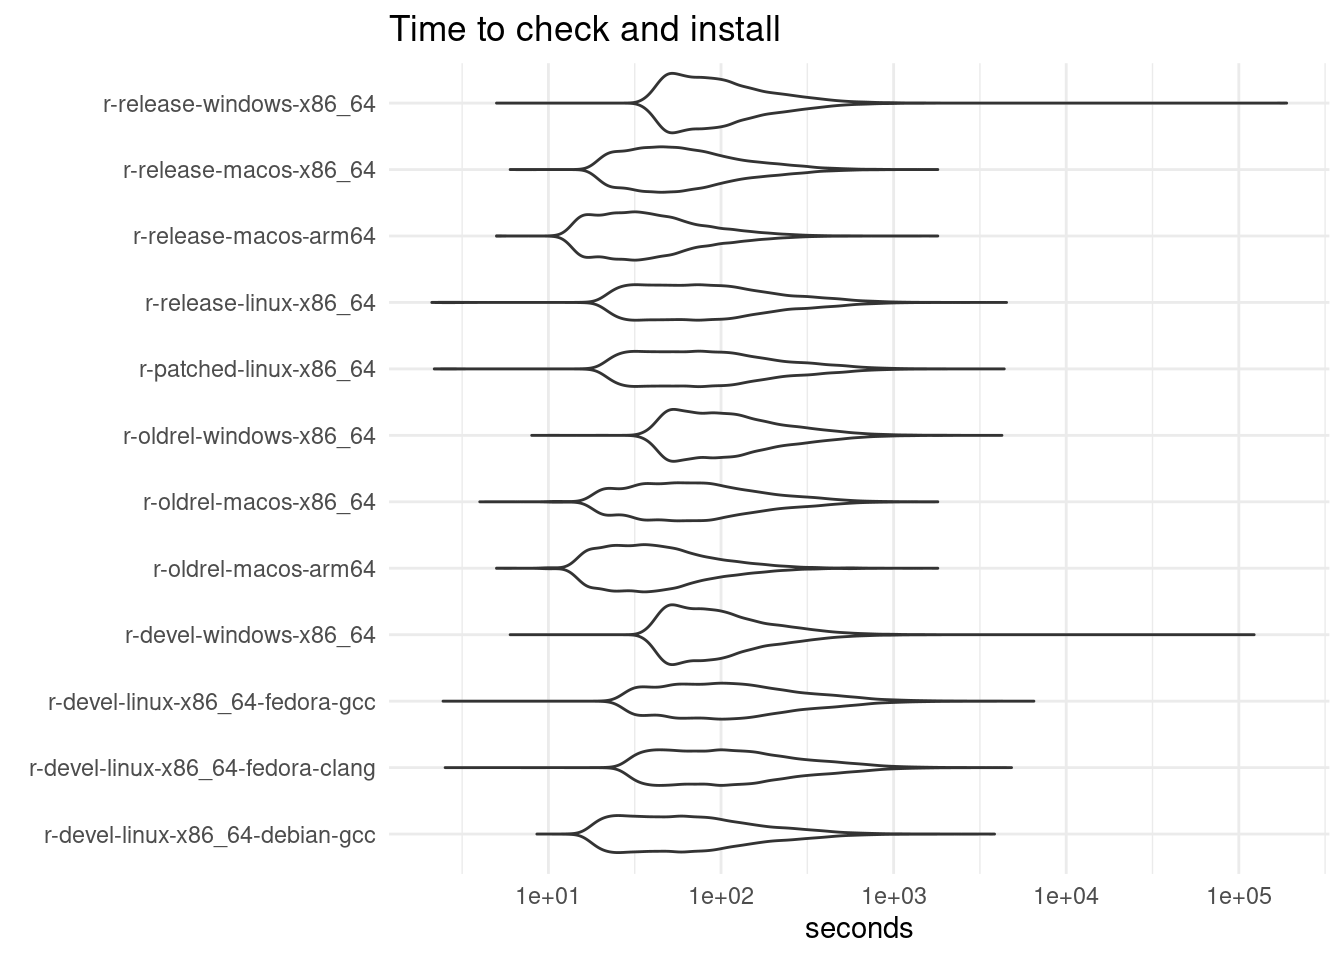 Time to check and install
r-release-windows-x86_64
r-release-macos-x86_64
r-release-macos-arm64
r-release-linux-x86_64
r-patched-linux-x86_64
r-oldrel-windows-x86_64
r-oldrel-macos-x86_64
r-oldrel-macos-arm64
r-devel-windows-x86_64
r-devel-linux-x86_64-fedora-gcc
r-devel-linux-x86_64-fedora-clang
r-devel-linux-x86_64-debian-gcc
1e+01 1e+02 1e+03 1e+04 1e+05
seconds